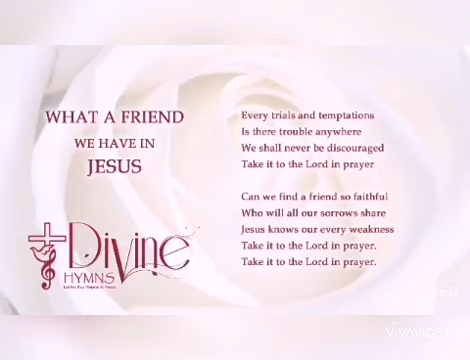 WHAT A FRIEND
WE HAVE IN
JESUS
Divine
HYMNS
Every trials and temptations
Is there trouble anywhere
We shall never be discouraged
Take it to the Lord in prayer
Can we find a friend so faithful
Who will all our sorrows share
Jesus knows our every weakness
Take it to the Lord in prayer.
Take it to the Lord in prayer.
VIVAVIDEO